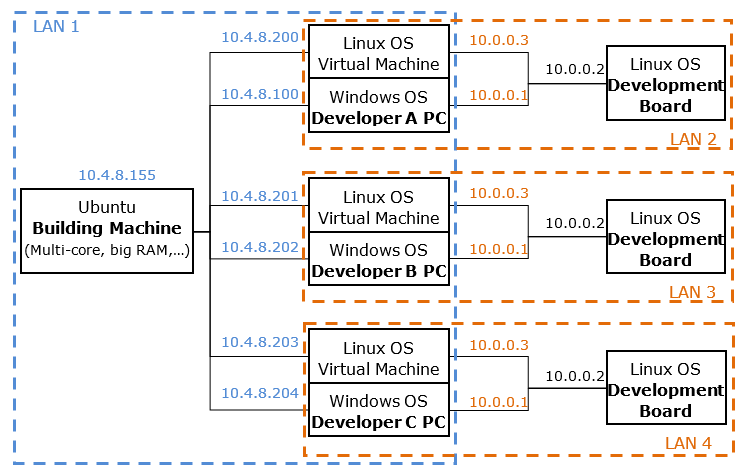 LAN 1
10.4.8.200
Linux OS
Virtual Machine
10.0.0.3
10.4.8.100
Windows OS
Developer A PC
10.0.0.1
10.0.0.2
Linux OS
Development
Board
LAN 2
10.4.8.155
Ubuntu
Building Machine
(Multi-core, big RAM,...)
10.4.8.201
Linux OS
Virtual Machine
10.0.0.3
10.4.8.202
Windows OS
Developer B PC
10.0.0.1
10.0.0.2
Linux OS
Development
Board
LAN 3
10.4.8.203
Linux OS
Virtual Machine
10.0.0.3
10.4.8.204
Windows OS
Developer C PC
10.0.0.1
10.0.0.2
Linux OS
Development
Board
LAN 4